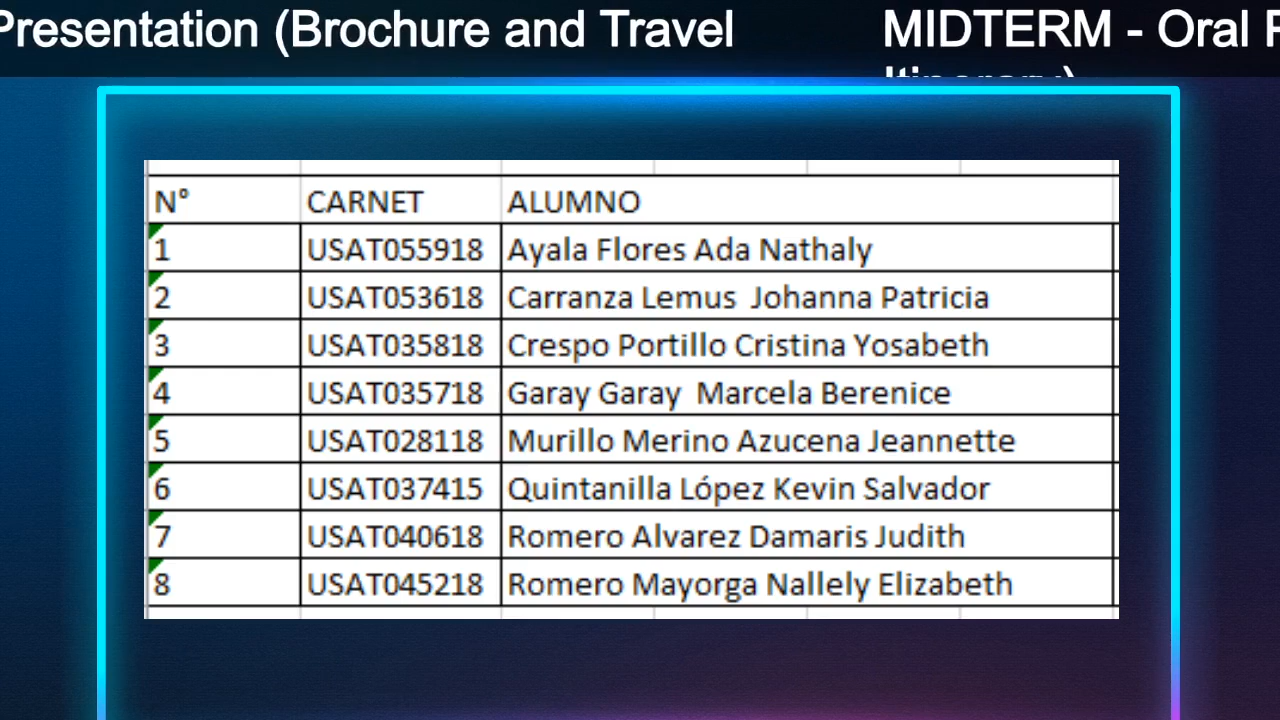 Presentation (Brochure and Travel
MIDTERM - Oral
N° CARNET ALUMNO
1 USAT055918 Ayala Flores Ada Nathaly
2 USAT053618 Carranza Lemus Johanna Patricia
3 USAT035818 Crespo Portillo Cristina Yosabeth
4 USAT035718 Garay Garay Marcela Berenice
5 USAT028118 Murillo Merino Azucena Jeannette
6 USAT037415 Quintanilla López Kevin Salvador
7 USAT040618 Romero Alvarez Damaris Judith
8 USAT045218 Romero Mayorga Nallely Elizabeth